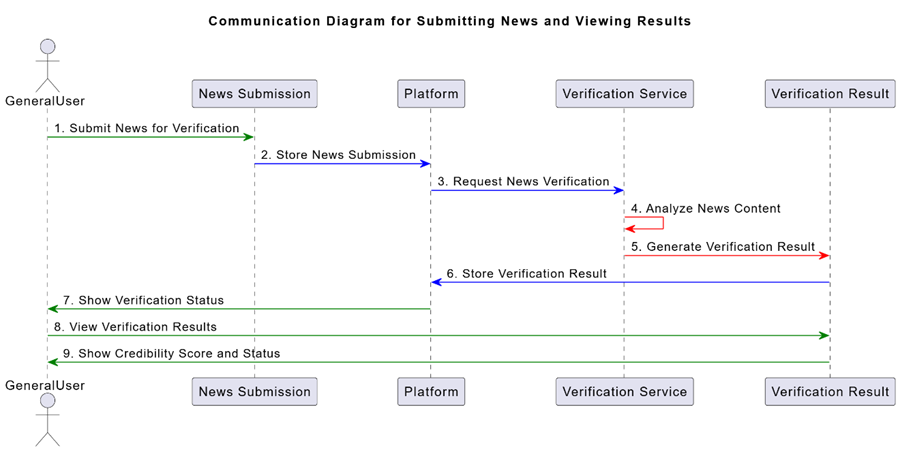 Communication Diagram for Submitting News and Viewing Results
GeneralUser
News Submission
Platform
Verification Service
Verification Result
1. Submit News for Verification
2. Store News Submission
3. Request News Verification
4. Analyze News Content
5. Generate Verification Result
6. Store Verification Result
7. Show Verification Status
8. View Verification Results
9. Show Credibility Score and Status
GeneralUser
News Submission
Platform
Verification Service
Verification Result